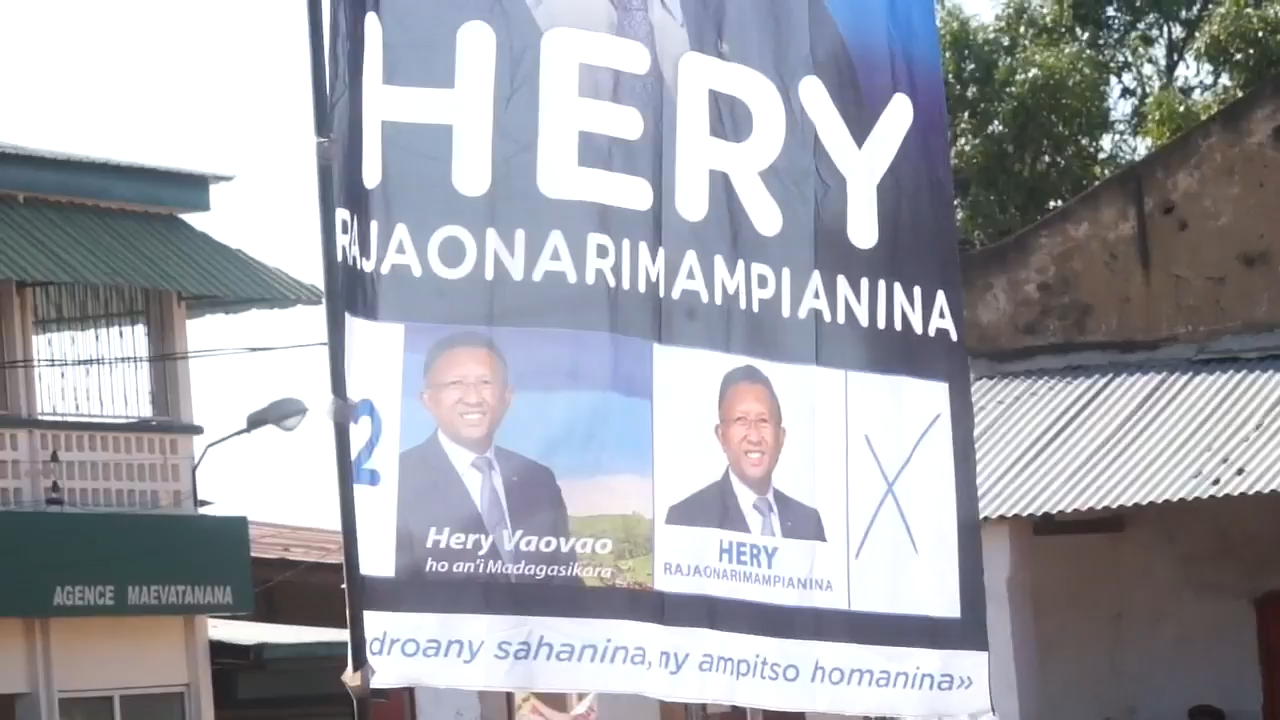 HERY
RAJAONARIMAMPIANINA
2
Hery Vaovao
ho an'i Madagasikara
HERY
RAJAONARIMAMPIANINA
AGENCE MAEVATANANA
droany sahanina, ny ampitso homanina»